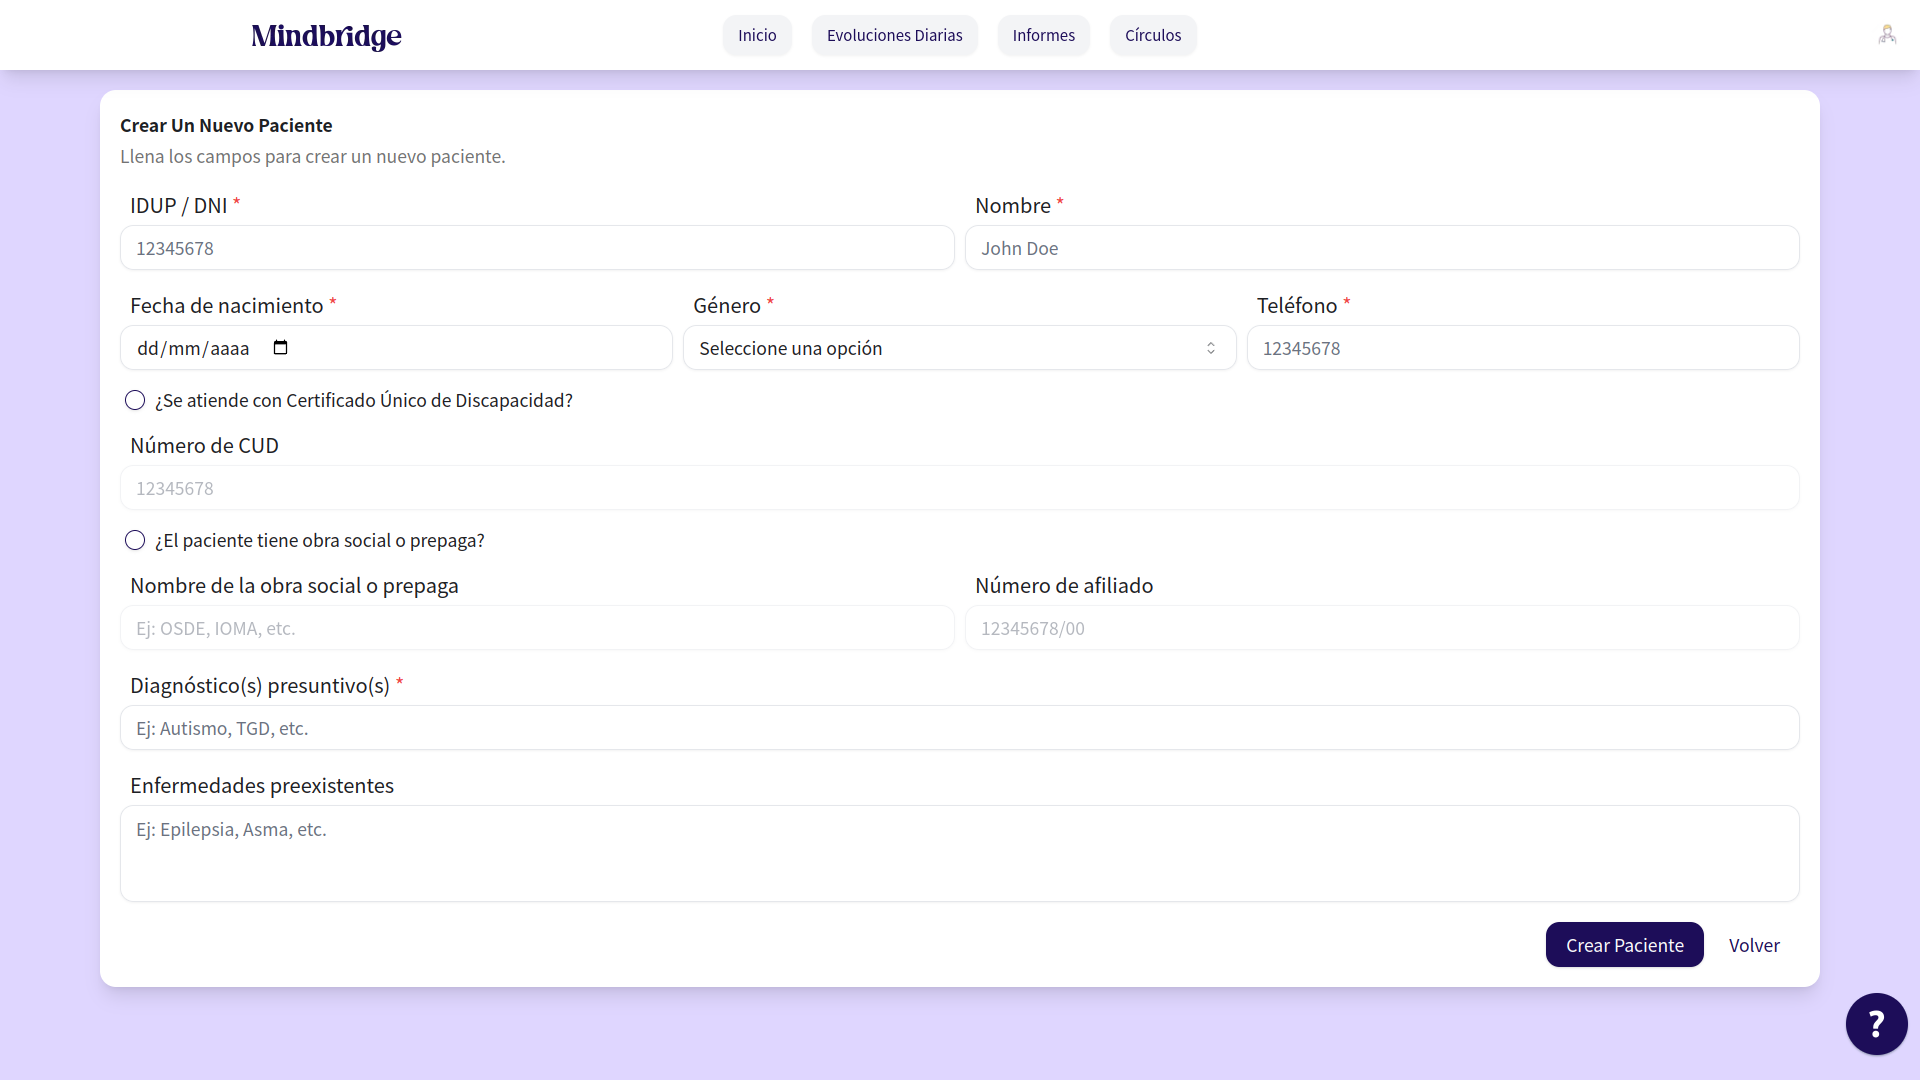 Mindbridge
Inicio
Evoluciones Diarias
Informes
Círculos
Crear Un Nuevo Paciente
Llena los campos para crear un nuevo paciente.
IDUP / DNI *
12345678
Nombre *
John Doe
Fecha de nacimiento *
dd/mm/aaaa
Género *
Seleccione una opción
Teléfono *
12345678
¿Se atiende con Certificado Único de Discapacidad?
Número de CUD
12345678
¿El paciente tiene obra social o prepaga?
Nombre de la obra social o prepaga
Ej: OSDE, IOMA, etc.
Número de afiliado
12345678/00
Diagnóstico(s) presuntivo(s) *
Ej: Autismo, TGD, etc.
Enfermedades preexistentes
Ej: Epilepsia, Asma, etc.
Crear Paciente
Volver
?